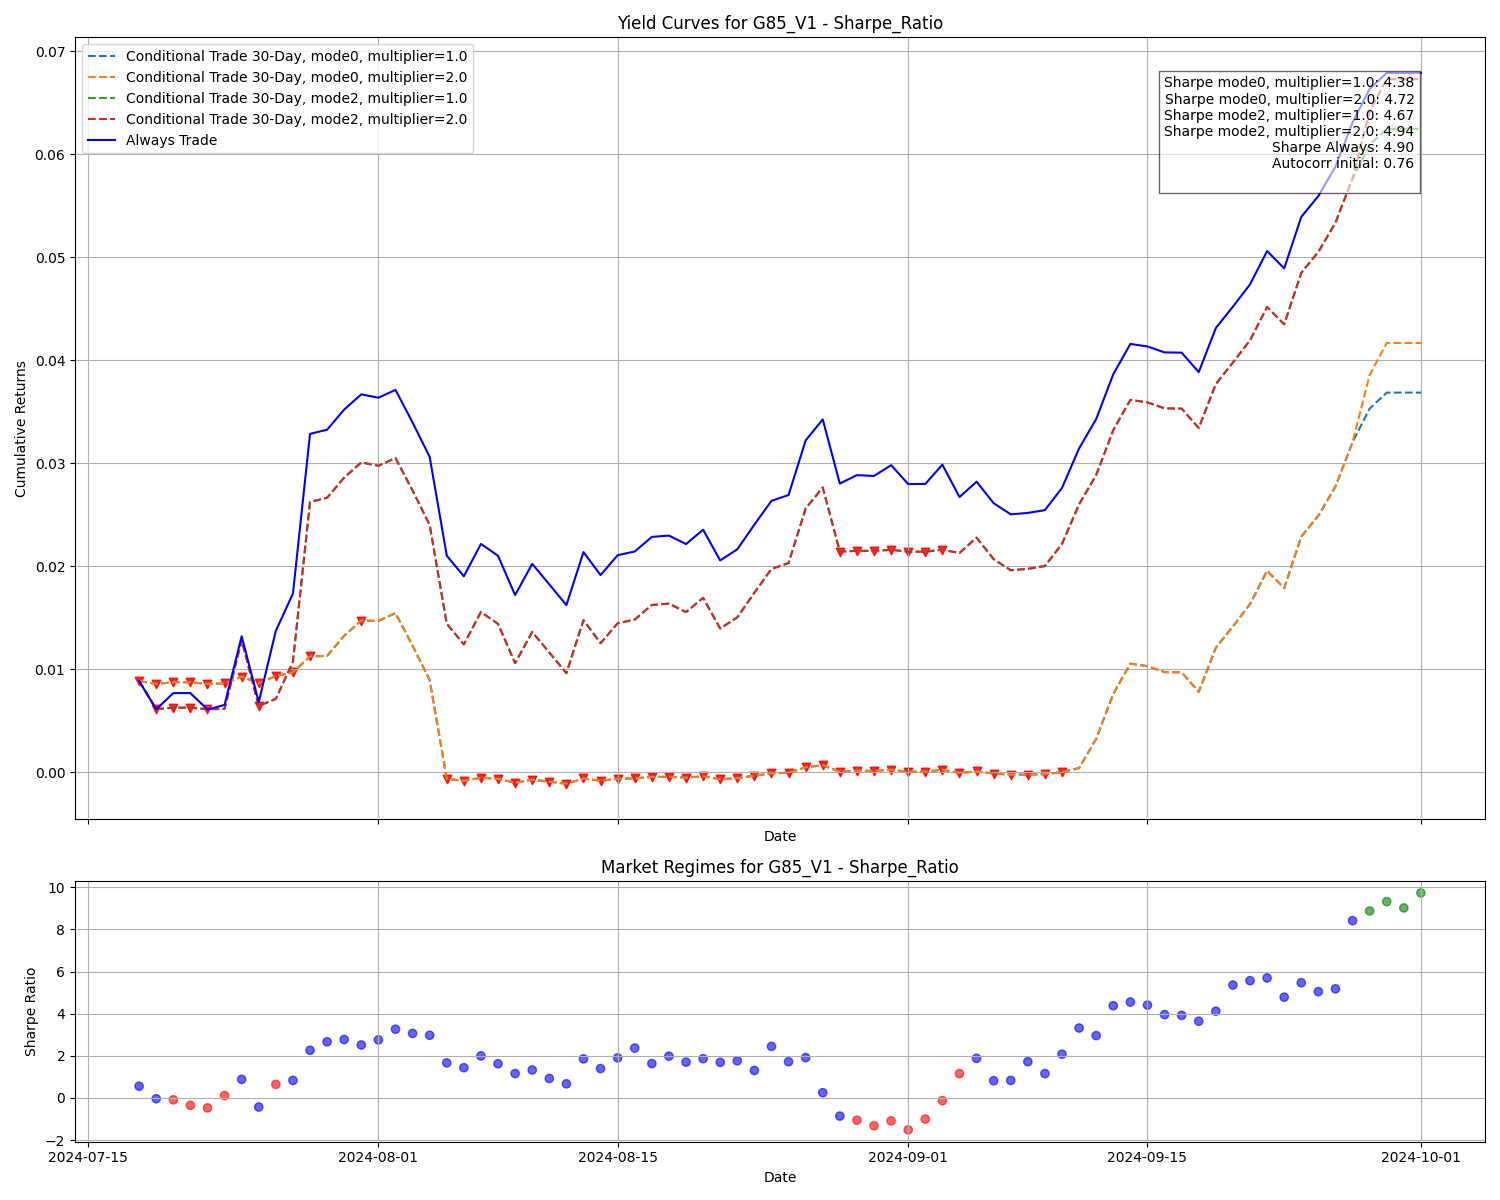 Yield Curves for G85_V1 - Sharpe_Ratio
Conditional Trade 30-Day, mode0, multiplier=1.0
Conditional Trade 30-Day, mode0, multiplier=2.0
Conditional Trade 30-Day, mode2, multiplier=1.0
Conditional Trade 30-Day, mode2, multiplier=2.0
Always Trade
Sharpe mode0, multiplier=1.0: 4.38
Sharpe mode0, multiplier=2.0: 4.72
Sharpe mode2, multiplier=1.0: 4.67
Sharpe mode2, multiplier=2.0: 4.94
Sharpe Always: 4.90
Autocorr initial: 0.76
Cumulative Returns
0.07
0.06
0.05
0.04
0.03
0.02
0.01
0.00
Date
Market Regimes for G85_V1 - Sharpe_Ratio
Sharpe Ratio
10
8
6
4
2
0
−2
2024-07-15
2024-08-01
2024-08-15
2024-09-01
2024-09-15
2024-10-01
Date